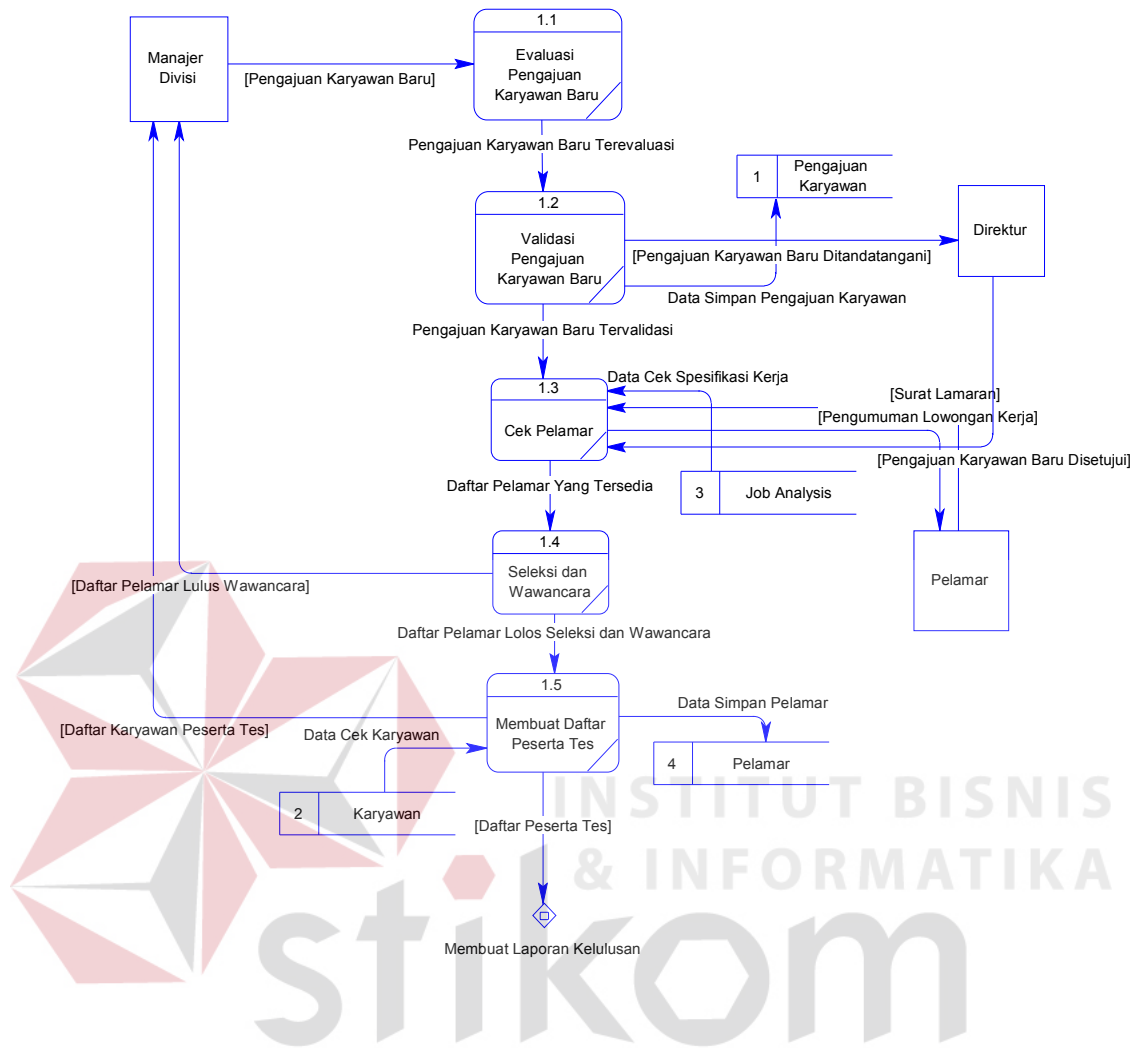 1.1
Manajer
Divisi
Evaluasi
Pengajuan
Karyawan Baru
[Pengajuan Karyawan Baru]
Pengajuan Karyawan Baru Terevaluasi
1
Pengajuan
Karyawan
1.2
Validasi
Pengajuan
Karyawan Baru
Direktur
[Pengajuan Karyawan Baru Ditandatangani]
Data Simpan Pengajuan Karyawan
Pengajuan Karyawan Baru Tervalidasi
1.3
Cek Pelamar
Data Cek Spesifikasi Kerja
[Surat Lamaran]
[Pengumuman Lowongan Kerja]
[Pengajuan Karyawan Baru Disetujui]
Daftar Pelamar Yang Tersedia
3
Job Analysis
1.4
Seleksi dan
Wawancara
Pelamar
[Daftar Pelamar Lulus Wawancara]
Daftar Pelamar Lolos Seleksi dan Wawancara
1.5
Membuat Daftar
Peserta Tes
Data Simpan Pelamar
[Daftar Karyawan Peserta Tes]
Data Cek Karyawan
4
Pelamar
2
Karyawan
[Daftar Peserta Tes]
Membuat Laporan Kelulusan
INSTITUT BISNIS
& INFORMATIKA
stikom